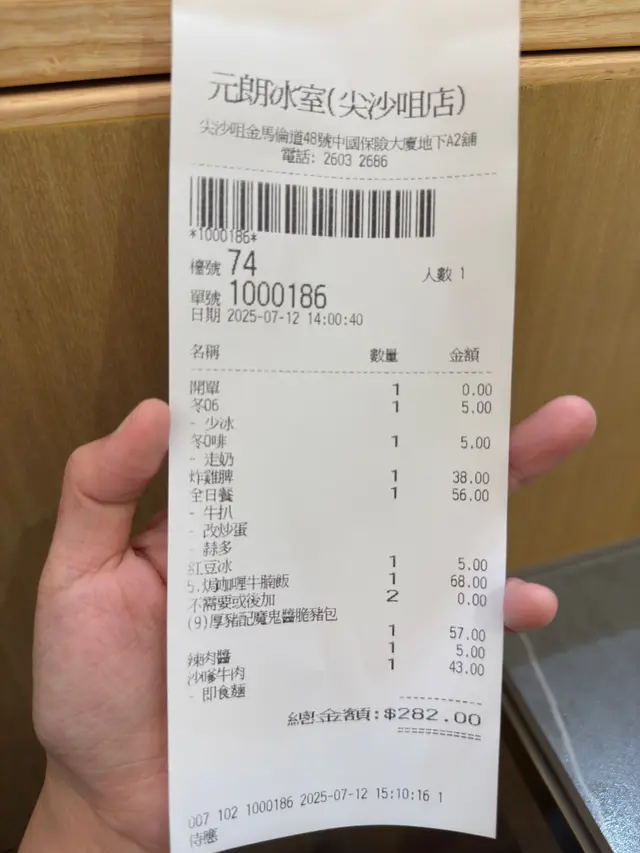 元朗冰室(尖沙咀店)
尖沙咀金馬倫道48號中國保險大廈地下A2舖
電話: 2603 2686
*1000186*
檯號 74 人數 1
單號 1000186
日期 2025-07-12 14:00:40
名稱 數量 金額
開單 1 0.00
冬06 1 5.00
- 少冰
冬0啡 1 5.00
- 走奶
炸雞脾 1 38.00
全日餐 1 56.00
- 牛扒
- 改炒蛋
- 蒜多
紅豆冰 1 5.00
5.焗咖喱牛腩飯 1 68.00
不需要或後加 2 0.00
(9)厚豬配魔鬼醬脆豬包
1 57.00
辣肉醬 1 5.00
沙嗲牛肉 1 43.00
- 即食麵
總金額:$282.00
007 102 1000186 2025-07-12 15:10:16 1
侍應